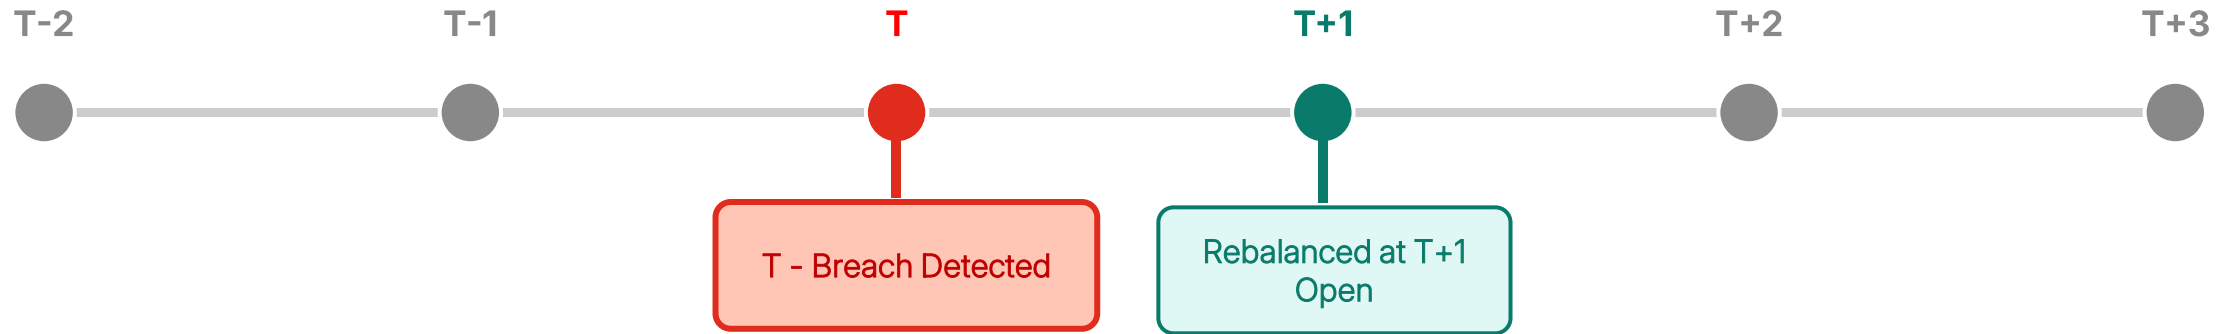 T-2
T-1
T
T+1
T+2
T+3
T - Breach Detected
Rebalanced at T+1
Open